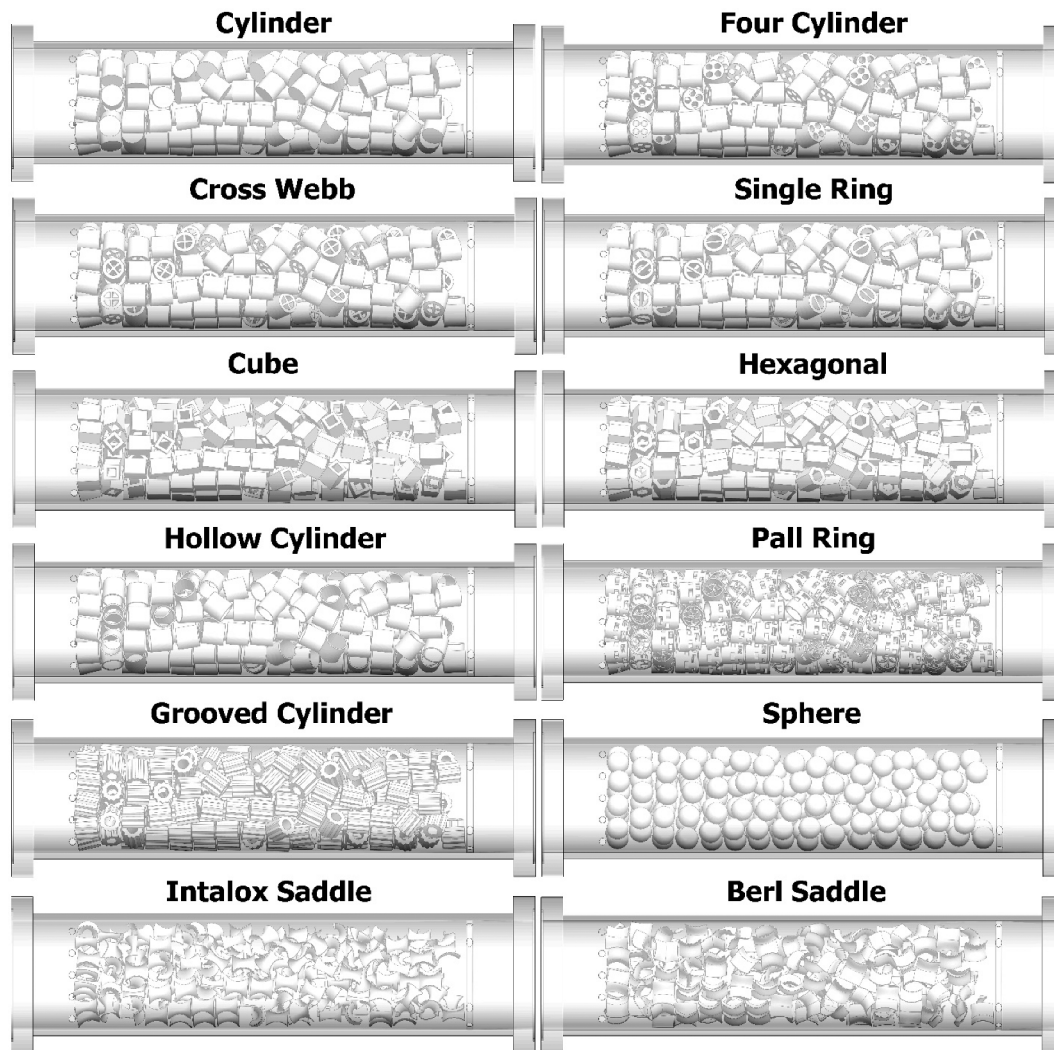 Cylinder
Four Cylinder
Cross Webb
Single Ring
Cube
Hexagonal
Hollow Cylinder
Pall Ring
Grooved Cylinder
Sphere
Intalox Saddle
Berl Saddle